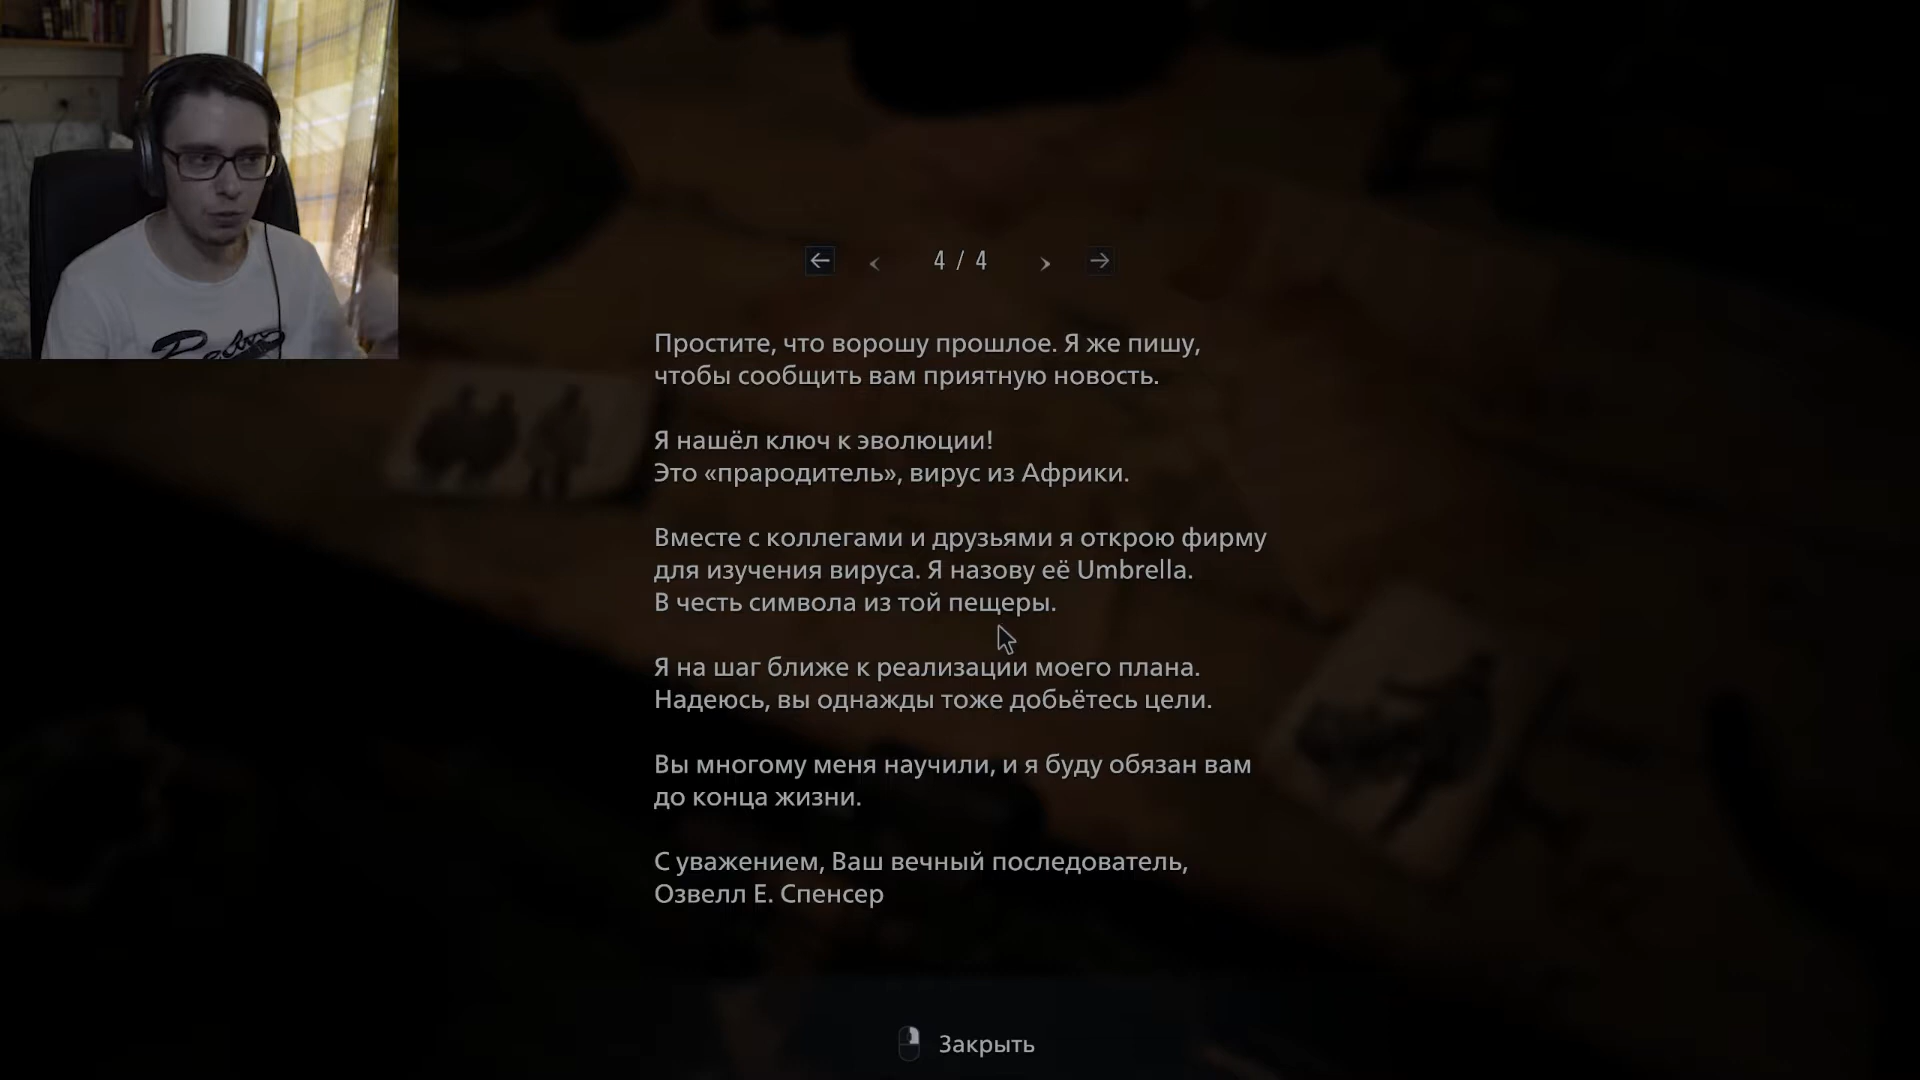 4 / 4
Простите, что ворошу прошлое. Я же пишу,
чтобы сообщить вам приятную новость.
Я нашёл ключ к эволюции!
Это «прародитель», вирус из Африки.
Вместе с коллегами и друзьями я открою фирму
для изучения вируса. Я назову её Umbrella.
В честь символа из той пещеры.
Я на шаг ближе к реализации моего плана.
Надеюсь, вы однажды тоже добьётесь цели.
Вы многому меня научили, и я буду обязан вам
до конца жизни.
С уважением, Ваш вечный последователь,
Озвелл Е. Спенсер
Закрыть